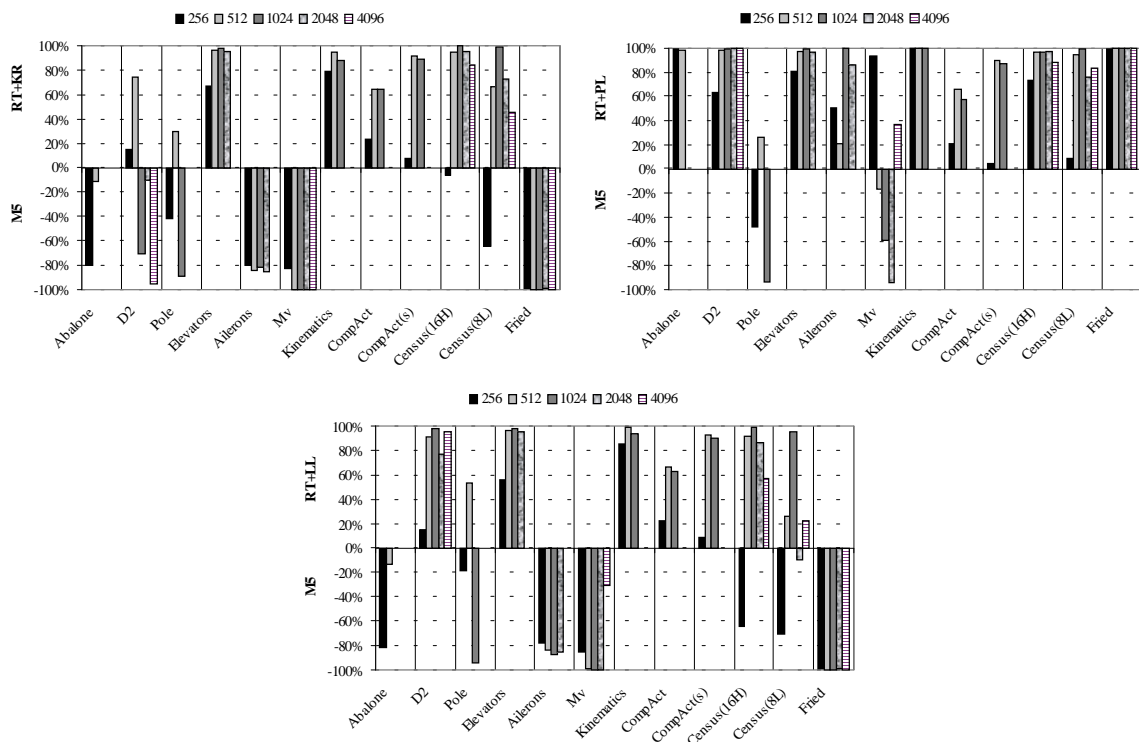 256 512 1024 2048 4096
RT+KR
M5
100%
80%
60%
40%
20%
0%
-20%
-40%
-60%
-80%
-100%
Abalone
D2
Pole
Elevators
Ailerons
Mv
Kinematics
CompAct
CompAct(s)
Census(16H)
Census(8L)
Fried
256 512 1024 2048 4096
RT+PL
M5
100%
80%
60%
40%
20%
0%
-20%
-40%
-60%
-80%
-100%
Abalone
D2
Pole
Elevators
Ailerons
Mv
Kinematics
CompAct
CompAct(s)
Census(16H)
Census(8L)
Fried
256 512 1024 2048 4096
RT+LL
M5
100%
80%
60%
40%
20%
0%
-20%
-40%
-60%
-80%
-100%
Abalone
D2
Pole
Elevators
Ailerons
Mv
Kinematics
CompAct
CompAct(s)
Census(16H)
Census(8L)
Fried